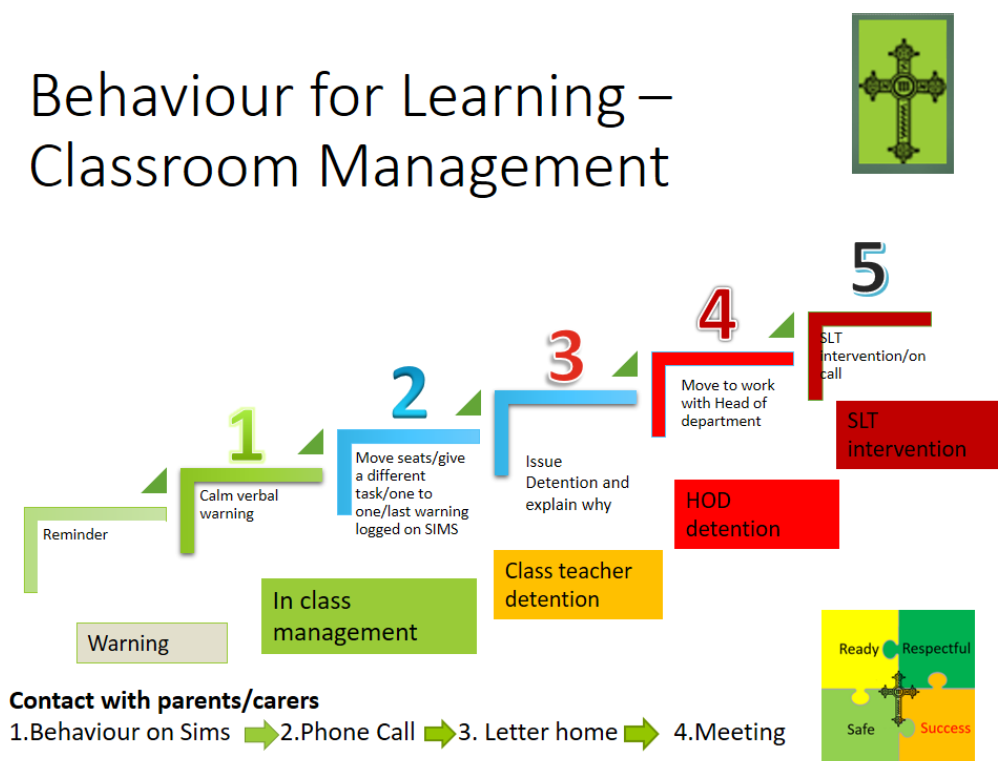 Behaviour for Learning –
Classroom Management
Reminder
1
Calm verbal
warning
2
Move seats/give
a different
task/one to
one/last warning
logged on SIMS
3
Issue
Detention and
explain why
4
Move to work
with Head of
department
5
SLT
intervention/on
call
Warning
In class
management
Class teacher
detention
HOD
detention
SLT
intervention
Contact with parents/carers
1.Behaviour on Sims 2.Phone Call 3. Letter home 4.Meeting
Ready Respectful
Safe Success